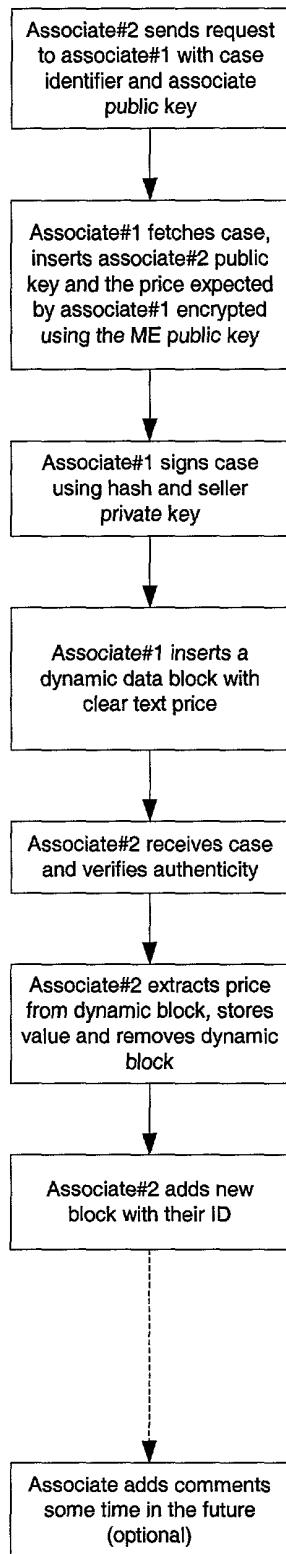 Associate#2 sends request
to associate#1 with case
identifier and associate
public key
Associate#1 fetches case,
inserts associate#2 public
key and the price expected
by associate#1 encrypted
using the ME public key
Associate#1 signs case
using hash and seller
private key
Associate#1 inserts a
dynamic data block with
clear text price
Associate#2 receives case
and verifies authenticity
Associate#2 extracts price
from dynamic block, stores
value and removes dynamic
block
Associate#2 adds new
block with their ID
Associate adds comments
some time in the future
(optional)